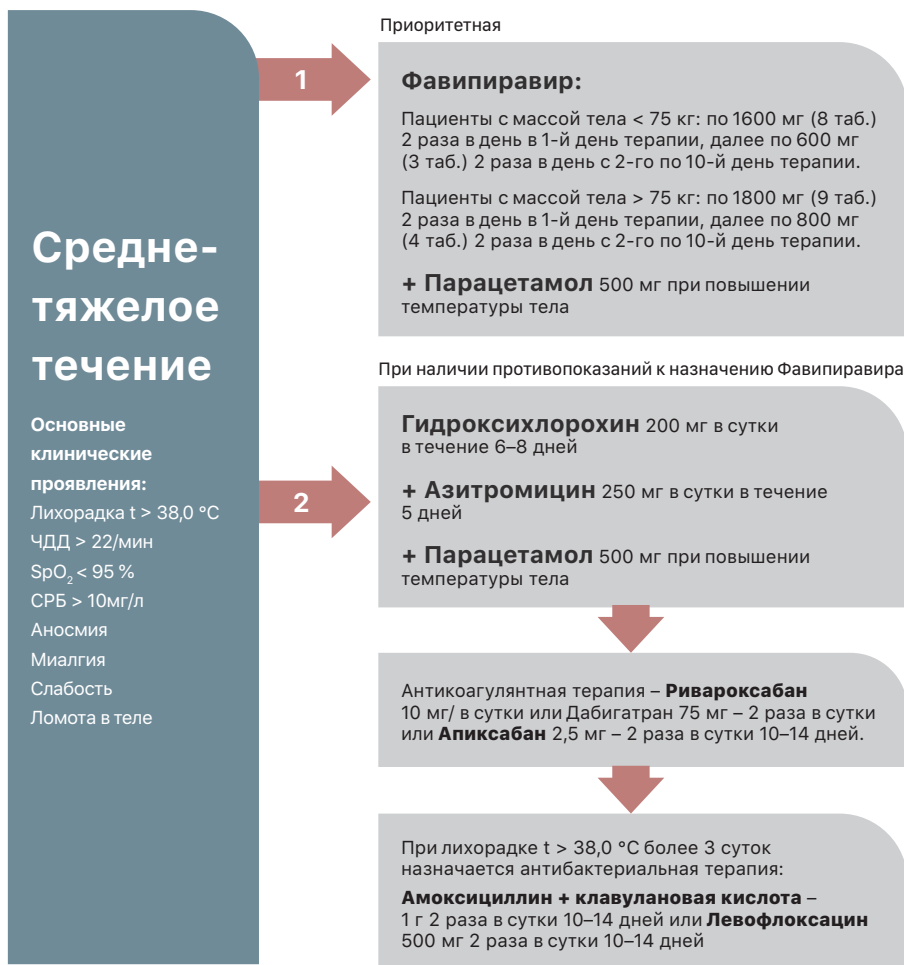 Средне-
тяжелое
течение
Основные
клинические
проявления:
Лихорадка t > 38,0 °С
ЧДД > 22/мин
SpO₂ < 95 %
СРБ > 10мг/л
Аносмия
Миалгия
Слабость
Ломота в теле
1
Приоритетная
Фавипиравир:
Пациенты с массой тела < 75 кг: по 1600 мг (8 таб.)
2 раза в день в 1-й день терапии, далее по 600 мг
(3 таб.) 2 раза в день с 2-го по 10-й день терапии.
Пациенты с массой тела > 75 кг: по 1800 мг (9 таб.)
2 раза в день в 1-й день терапии, далее по 800 мг
(4 таб.) 2 раза в день с 2-го по 10-й день терапии.
+ Парацетамол 500 мг при повышении
температуры тела
2
При наличии противопоказаний к назначению Фавипиравира
Гидроксихлорохин 200 мг в сутки
в течение 6–8 дней
+ Азитромицин 250 мг в сутки в течение
5 дней
+ Парацетамол 500 мг при повышении
температуры тела
Антикоагулянтная терапия – Ривароксабан
10 мг/ в сутки или Дабигатран 75 мг – 2 раза в сутки
или Апиксабан 2,5 мг – 2 раза в сутки 10–14 дней.
При лихорадке t > 38,0 °С более 3 суток
назначается антибактериальная терапия:
Амоксициллин + клавулановая кислота –
1 г 2 раза в сутки 10–14 дней или Левофлоксацин
500 мг 2 раза в сутки 10–14 дней